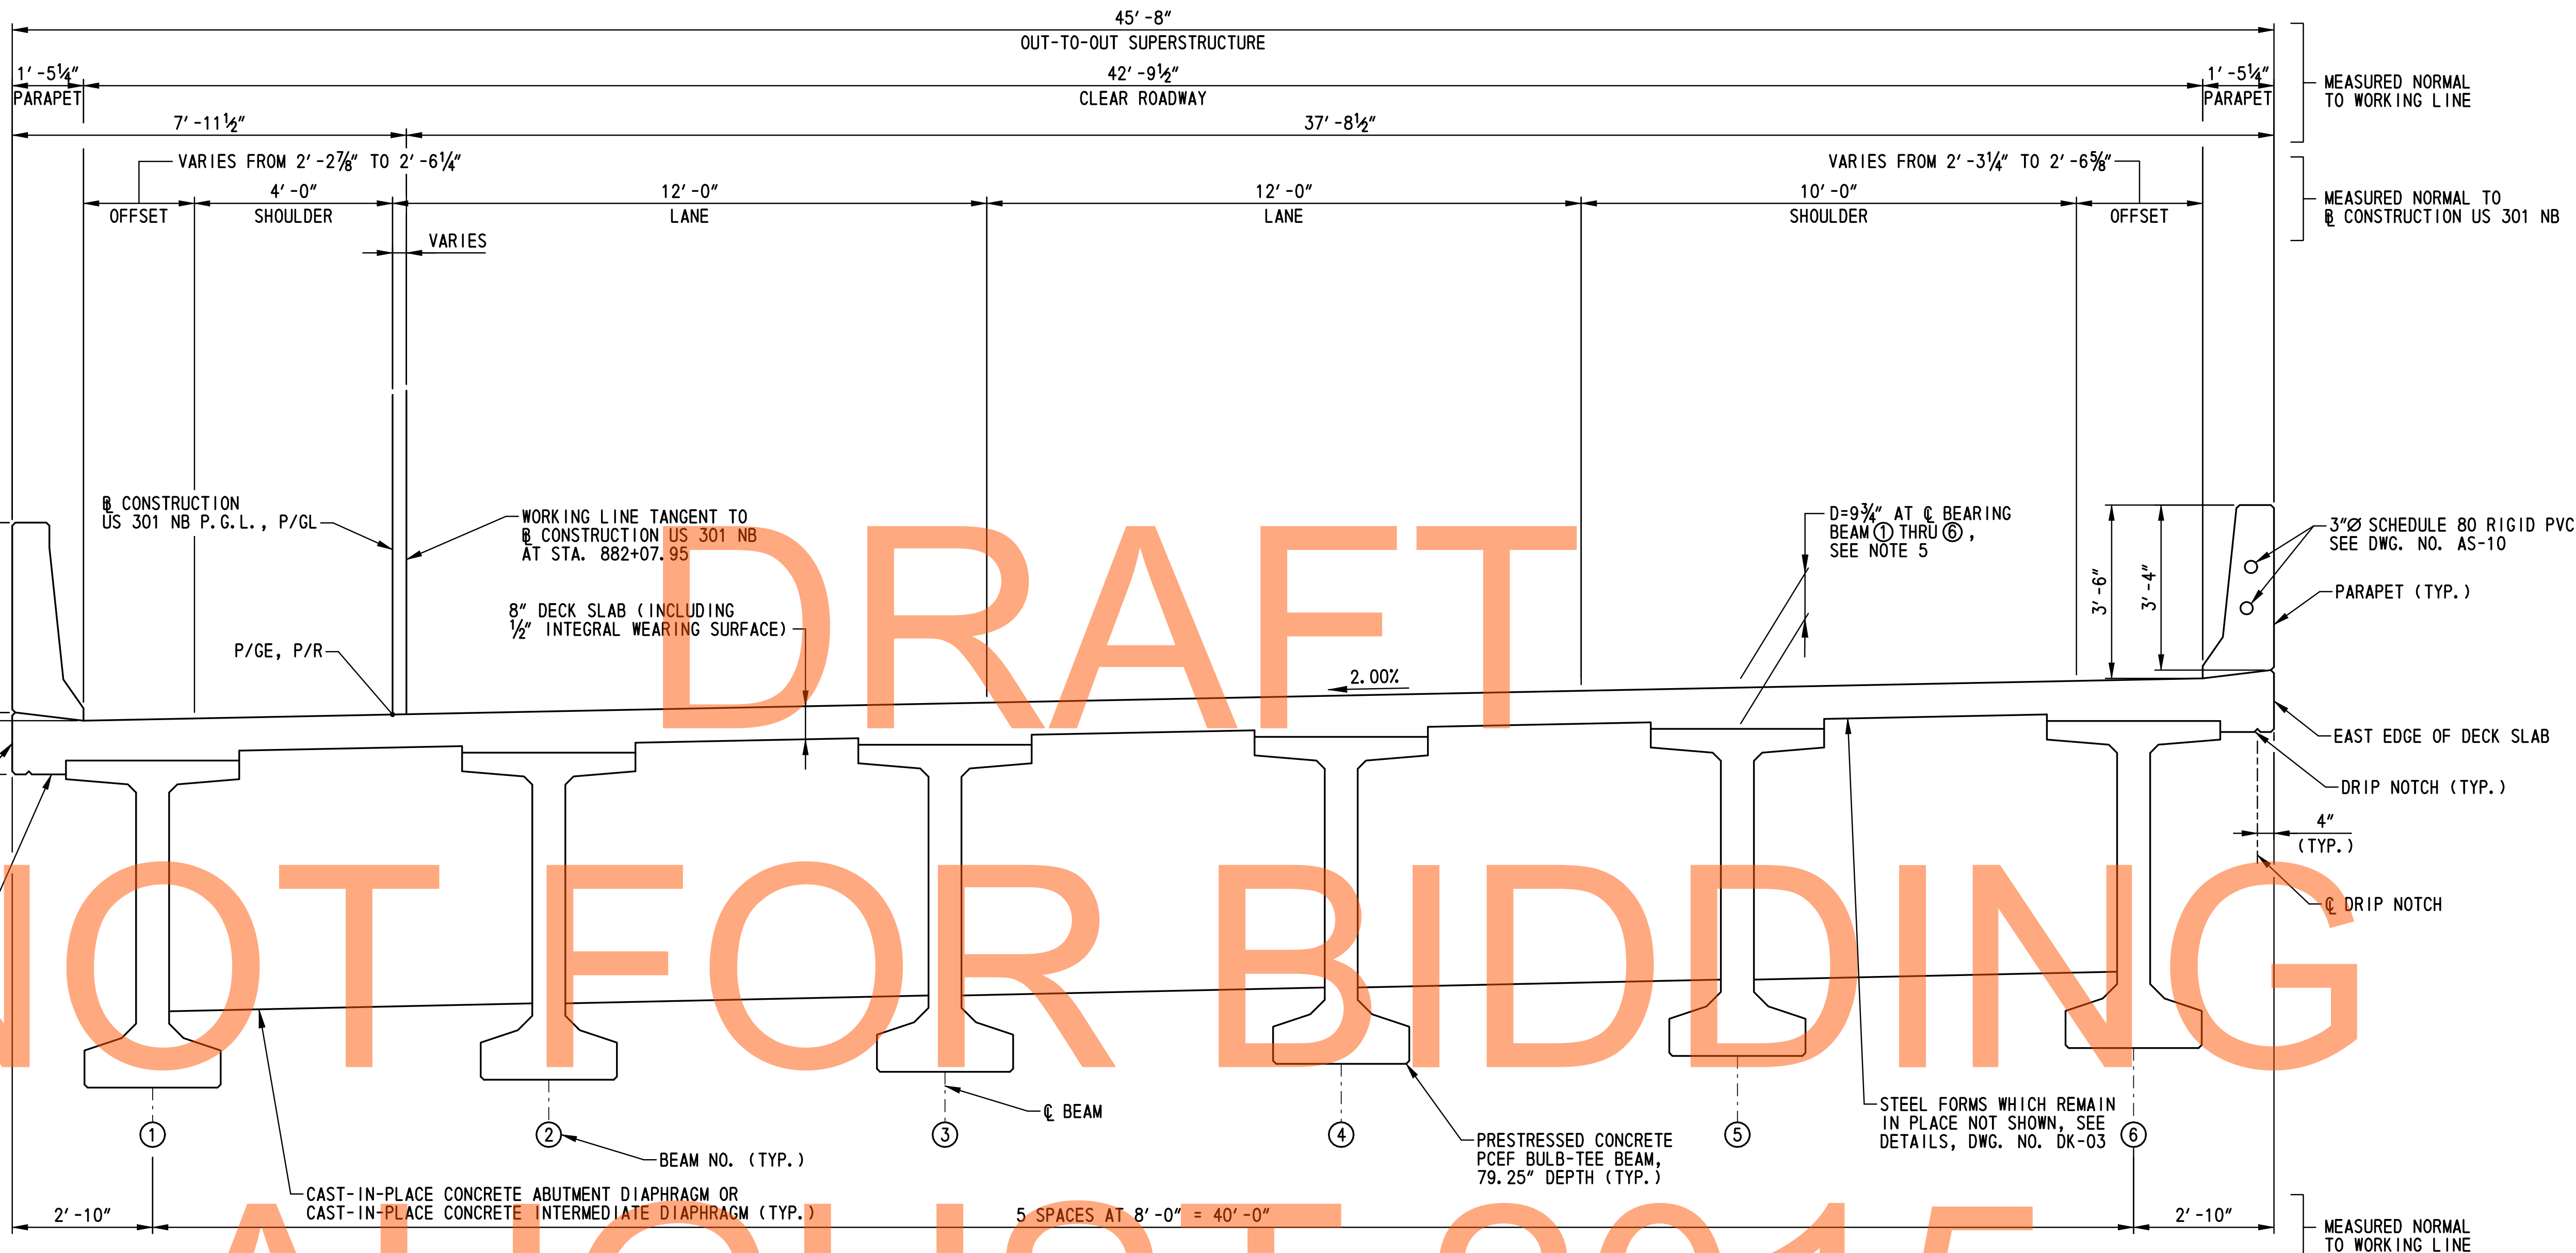 45'-8"
OUT-TO-OUT SUPERSTRUCTURE
1'-5¼"
PARAPET
42'-9½"
CLEAR ROADWAY
1'-5¼"
PARAPET
MEASURED NORMAL
TO WORKING LINE
7'-11½"
37'-8½"
VARIES FROM 2'-2⅞" TO 2'-6¼"
VARIES FROM 2'-3¼" TO 2'-6⅝"
OFFSET
4'-0"
SHOULDER
12'-0"
LANE
12'-0"
LANE
10'-0"
SHOULDER
OFFSET
MEASURED NORMAL TO
BL CONSTRUCTION US 301 NB
VARIES
BL CONSTRUCTION
US 301 NB P.G.L., P/GL
WORKING LINE TANGENT TO
BL CONSTRUCTION US 301 NB
AT STA. 882+07.95
D=9¾" AT CL BEARING
BEAM ① THRU ⑥,
SEE NOTE 5
3"Ø SCHEDULE 80 RIGID PVC
SEE DWG. NO. AS-10
3'-6"
3'-4"
PARAPET (TYP.)
8" DECK SLAB (INCLUDING
½" INTEGRAL WEARING SURFACE)
P/GE, P/R
2.00%
DRAFT
EAST EDGE OF DECK SLAB
DRIP NOTCH (TYP.)
4"
(TYP.)
CL DRIP NOTCH
NOT FOR BIDDING
CL BEAM
STEEL FORMS WHICH REMAIN
IN PLACE NOT SHOWN, SEE
DETAILS, DWG. NO. DK-03
① ② ③ ④ ⑤ ⑥
BEAM NO. (TYP.)
PRESTRESSED CONCRETE
PCEF BULB-TEE BEAM,
79.25" DEPTH (TYP.)
CAST-IN-PLACE CONCRETE ABUTMENT DIAPHRAGM OR
CAST-IN-PLACE CONCRETE INTERMEDIATE DIAPHRAGM (TYP.)
2'-10"
5 SPACES AT 8'-0" = 40'-0"
2'-10"
MEASURED NORMAL
TO WORKING LINE
AUGUST 2015